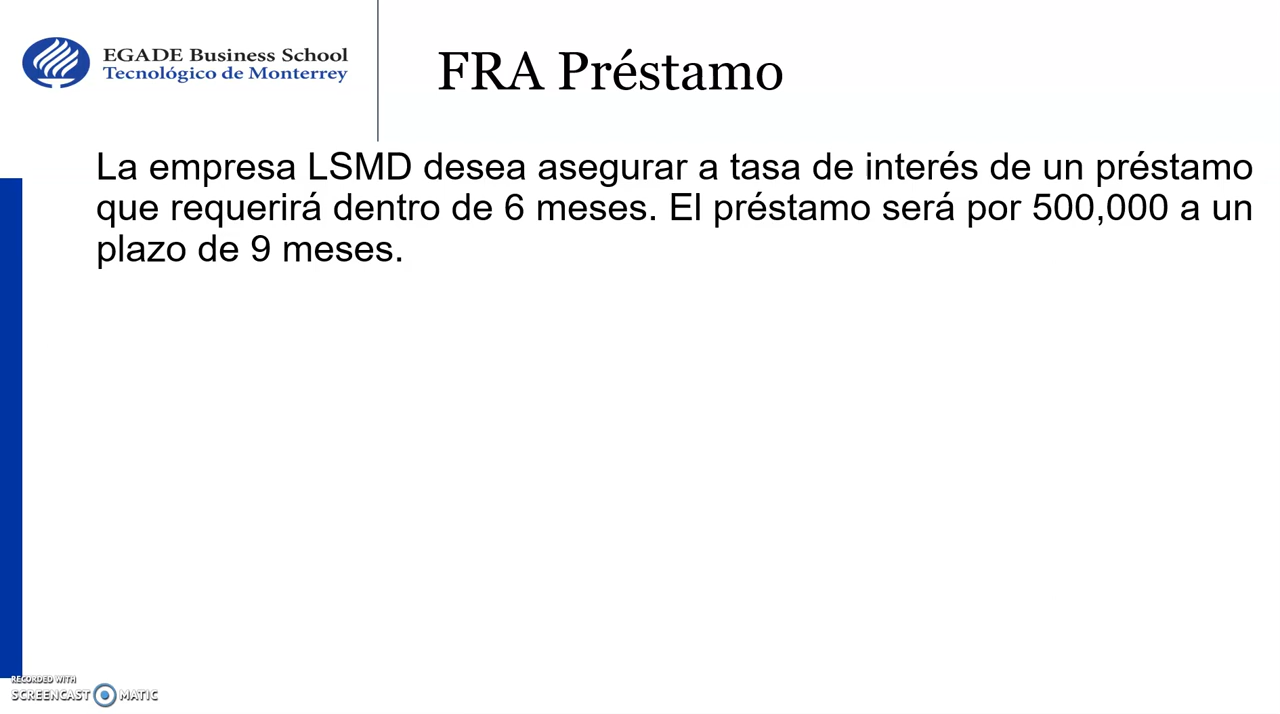 EGADE Business School
Tecnológico de Monterrey
FRA Préstamo
La empresa LSMD desea asegurar a tasa de interés de un préstamo
que requerirá dentro de 6 meses. El préstamo será por 500,000 a un
plazo de 9 meses.
RECORDED WITH
SCREENCAST MATIC